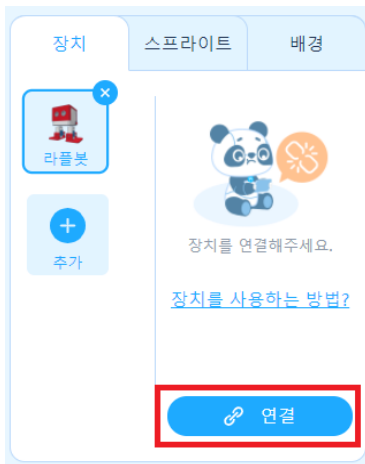 장치
스프라이트
배경
라플봇
추가
장치를 연결해주세요.
장치를 사용하는 방법?
연결